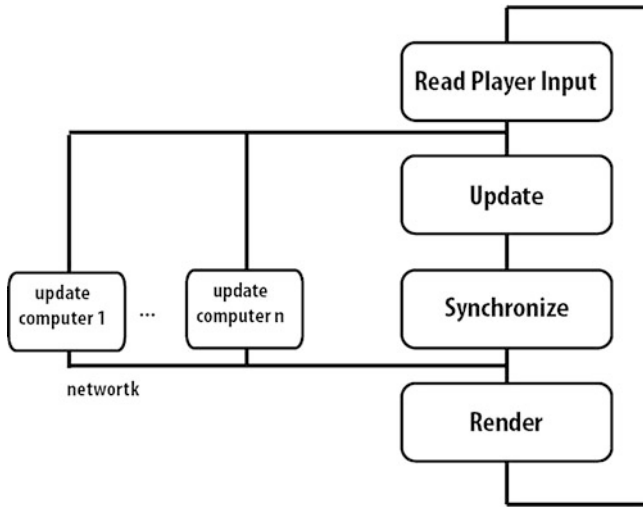 Read Player Input
Update
update
computer 1
...
update
computer n
Synchronize
networtk
Render